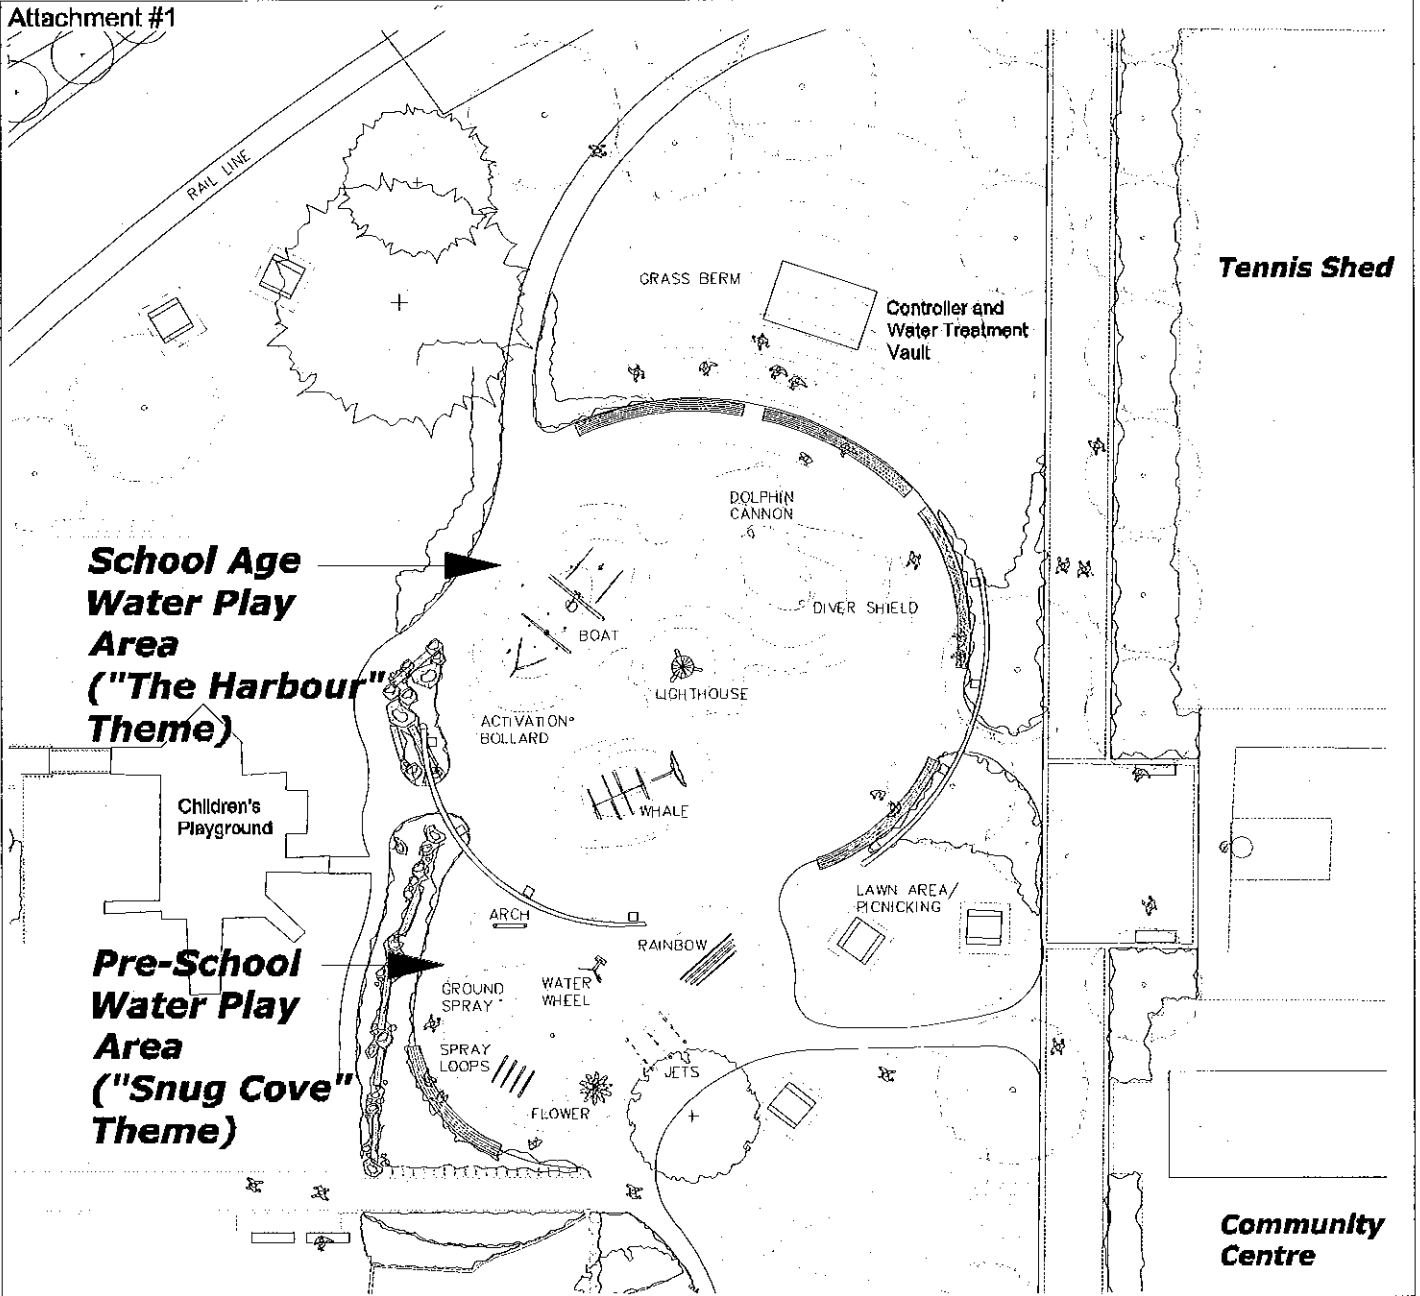 Attachment #1
RAIL LINE
GRASS BERM
Tennis Shed
Controller and
Water Treatment
Vault
DOLPHIN
CANNON
School Age
Water Play
Area
("The Harbour"
Theme)
DIVER SHIELD
BOAT
LIGHTHOUSE
ACTIVATION
BOLLARD
WHALE
Children's
Playground
LAWN AREA/
PICNICKING
ARCH
RAINBOW
Pre-School
Water Play
Area
("Snug Cove"
Theme)
GROUND
SPRAY
WATER
WHEEL
SPRAY
LOOPS
JETS
FLOWER
Community
Centre